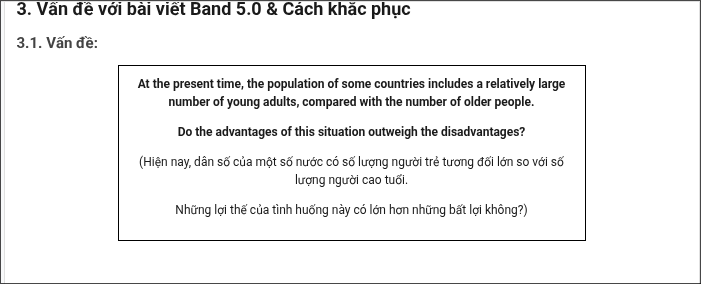 3. Vấn đề với bài viết Band 5.0 & Cách khắc phục
3.1. Vấn đề:
At the present time, the population of some countries includes a relatively large
number of young adults, compared with the number of older people.
Do the advantages of this situation outweigh the disadvantages?
(Hiện nay, dân số của một số nước có số lượng người trẻ tương đối lớn so với số
lượng người cao tuổi.
Những lợi thế của tình huống này có lớn hơn những bất lợi không?)